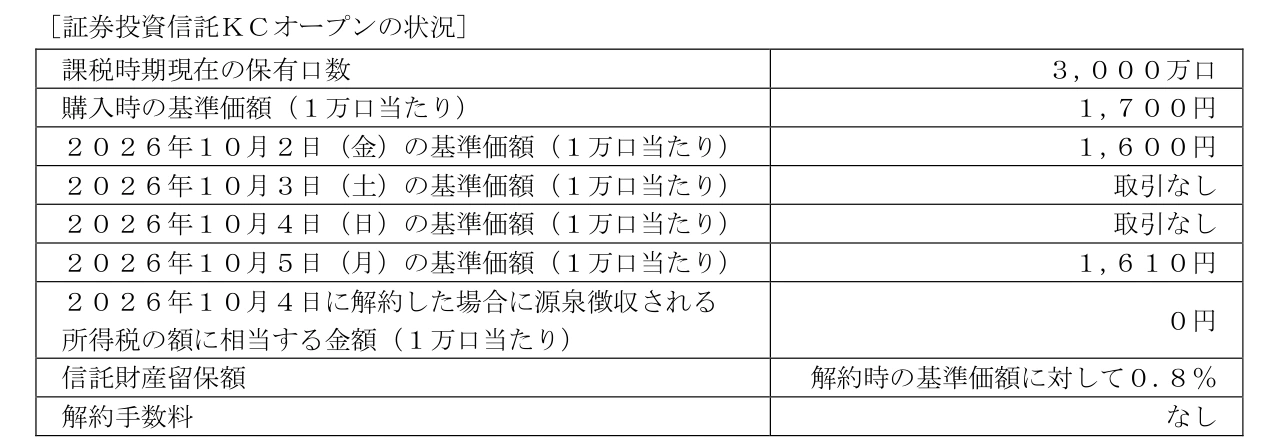 ［証券投資信託ＫＣオープンの状況］
課税時期現在の保有口数 ３,０００万口
購入時の基準価額（１万口当たり） １,７００円
２０２６年１０月２日（金）の基準価額（１万口当たり） １,６００円
２０２６年１０月３日（土）の基準価額（１万口当たり） 取引なし
２０２６年１０月４日（日）の基準価額（１万口当たり） 取引なし
２０２６年１０月５日（月）の基準価額（１万口当たり） １,６１０円
２０２６年１０月４日に解約した場合に源泉徴収される
所得税の額に相当する金額（１万口当たり） ０円
信託財産留保額 解約時の基準価額に対して０.８％
解約手数料 なし